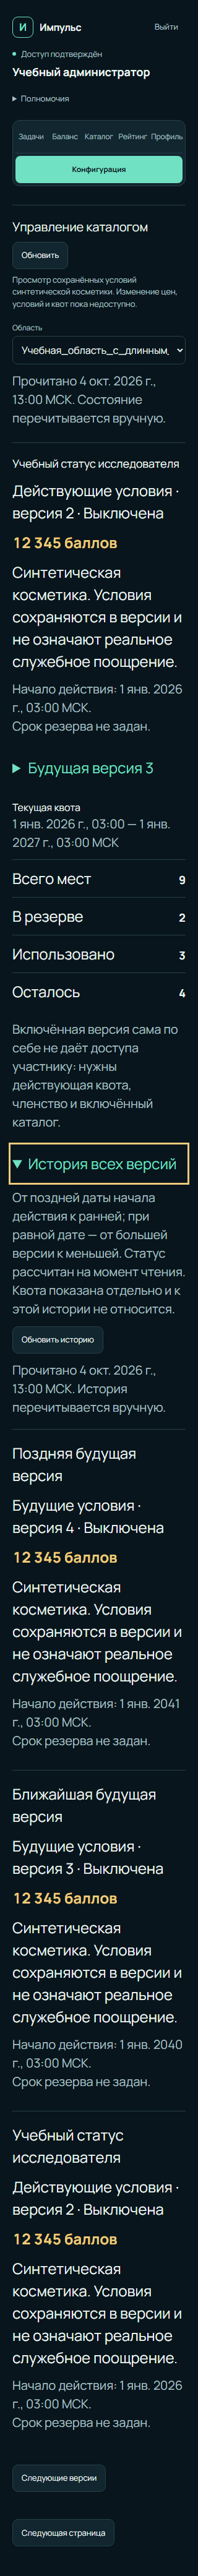 И Импульс Выйти
Доступ подтверждён
Учебный администратор
Полномочия
Задачи Баланс Каталог Рейтинг Профиль
Конфигурация
Управление каталогом
Обновить
Просмотр сохранённых условий
синтетической косметики. Изменение цен,
условий и квот пока недоступно.
Область
Учебная_область_с_длинным_
Прочитано 4 окт. 2026 г.,
13:00 МСК. Состояние
перечитывается вручную.
Учебный статус исследователя
Действующие условия ·
версия 2 · Выключена
12 345 баллов
Синтетическая
косметика. Условия
сохраняются в версии и
не означают реальное
служебное поощрение.
Начало действия: 1 янв. 2026
г., 03:00 МСК.
Срок резерва не задан.
Будущая версия 3
Текущая квота
1 янв. 2026 г., 03:00 — 1 янв.
2027 г., 03:00 МСК
Всего мест 9
В резерве 2
Использовано 3
Осталось 4
Включённая версия сама по
себе не даёт доступа
участнику: нужны
действующая квота,
членство и включённый
каталог.
История всех версий
От поздней даты начала
действия к ранней; при
равной дате — от большей
версии к меньшей. Статус
рассчитан на момент чтения.
Квота показана отдельно и к
этой истории не относится.
Обновить историю
Прочитано 4 окт. 2026 г.,
13:00 МСК. История
перечитывается вручную.
Поздняя будущая
версия
Будущие условия ·
версия 4 · Выключена
12 345 баллов
Синтетическая
косметика. Условия
сохраняются в версии и
не означают реальное
служебное поощрение.
Начало действия: 1 янв. 2041
г., 03:00 МСК.
Срок резерва не задан.
Ближайшая будущая
версия
Будущие условия ·
версия 3 · Выключена
12 345 баллов
Синтетическая
косметика. Условия
сохраняются в версии и
не означают реальное
служебное поощрение.
Начало действия: 1 янв. 2040
г., 03:00 МСК.
Срок резерва не задан.
Учебный статус
исследователя
Действующие условия ·
версия 2 · Выключена
12 345 баллов
Синтетическая
косметика. Условия
сохраняются в версии и
не означают реальное
служебное поощрение.
Начало действия: 1 янв. 2026
г., 03:00 МСК.
Срок резерва не задан.
Следующие версии
Следующая страница